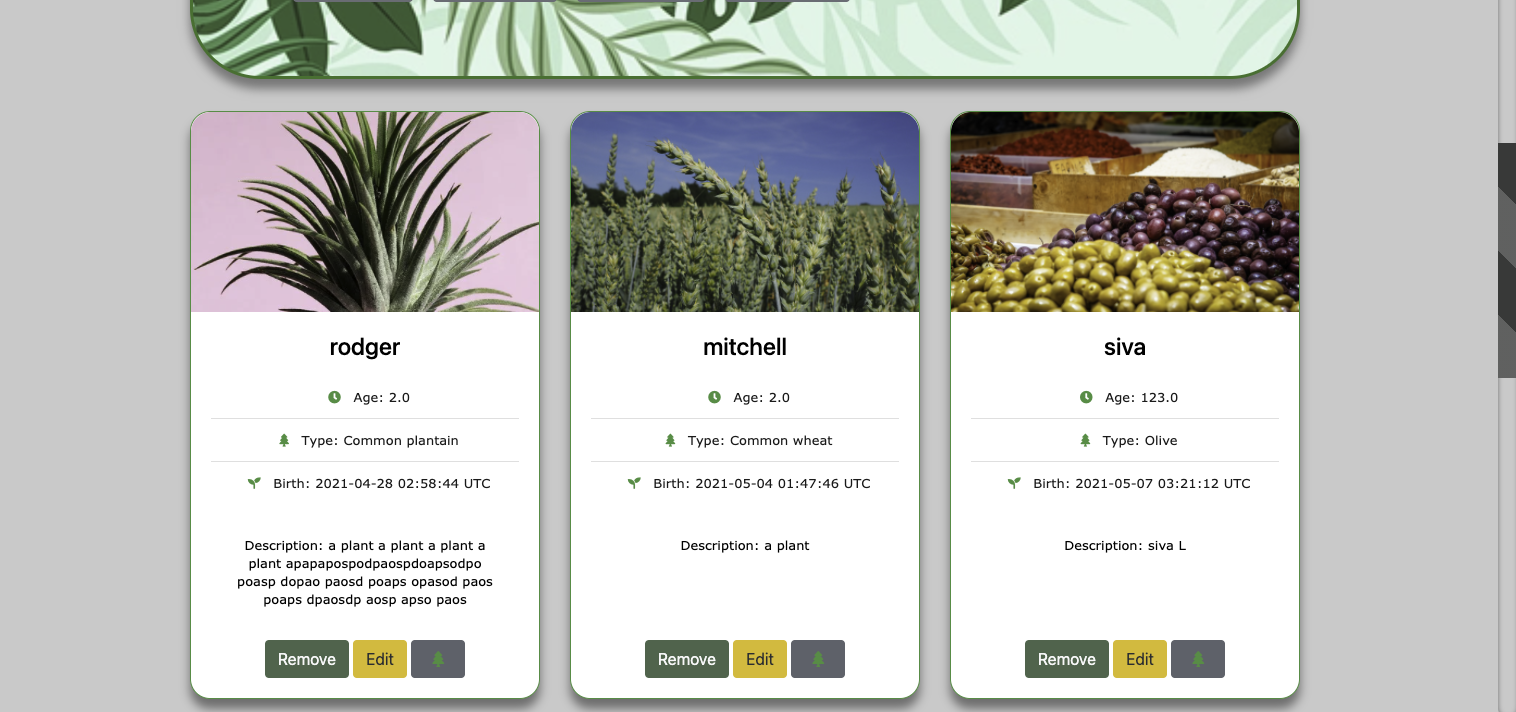 rodger
Age: 2.0
Type: Common plantain
Birth: 2021-04-28 02:58:44 UTC
Description: a plant a plant a plant a
plant apapapospodpaospdoapsodpo
poasp dopao paosd poaps opasod paos
poaps dpaosdp aosp apso paos
Remove Edit
mitchell
Age: 2.0
Type: Common wheat
Birth: 2021-05-04 01:47:46 UTC
Description: a plant
Remove Edit
siva
Age: 123.0
Type: Olive
Birth: 2021-05-07 03:21:12 UTC
Description: siva L
Remove Edit